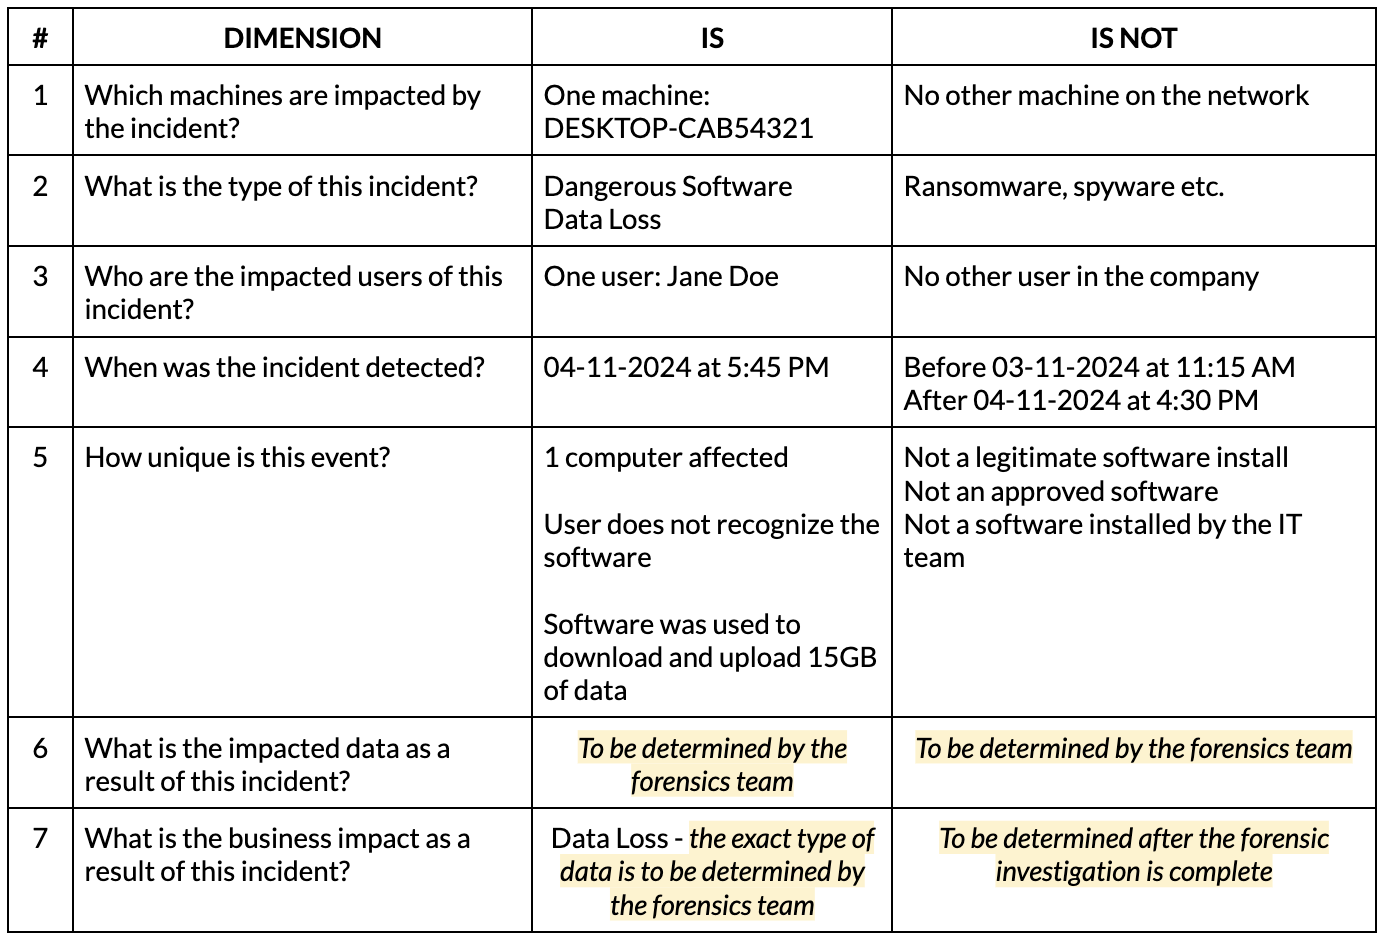 # DIMENSION IS IS NOT
1 Which machines are impacted by One machine: No other machine on the network
the incident? DESKTOP-CAB54321
2 What is the type of this incident? Dangerous Software Ransomware, spyware etc.
Data Loss
3 Who are the impacted users of this One user: Jane Doe No other user in the company
incident?
4 When was the incident detected? 04-11-2024 at 5:45 PM Before 03-11-2024 at 11:15 AM
After 04-11-2024 at 4:30 PM
5 How unique is this event? 1 computer affected Not a legitimate software install
Not an approved software
User does not recognize the Not a software installed by the IT
software team
Software was used to
download and upload 15GB
of data
6 What is the impacted data as a To be determined by the To be determined by the forensics team
result of this incident? forensics team
7 What is the business impact as a Data Loss - the exact type of To be determined after the forensic
result of this incident? data is to be determined by investigation is complete
the forensics team